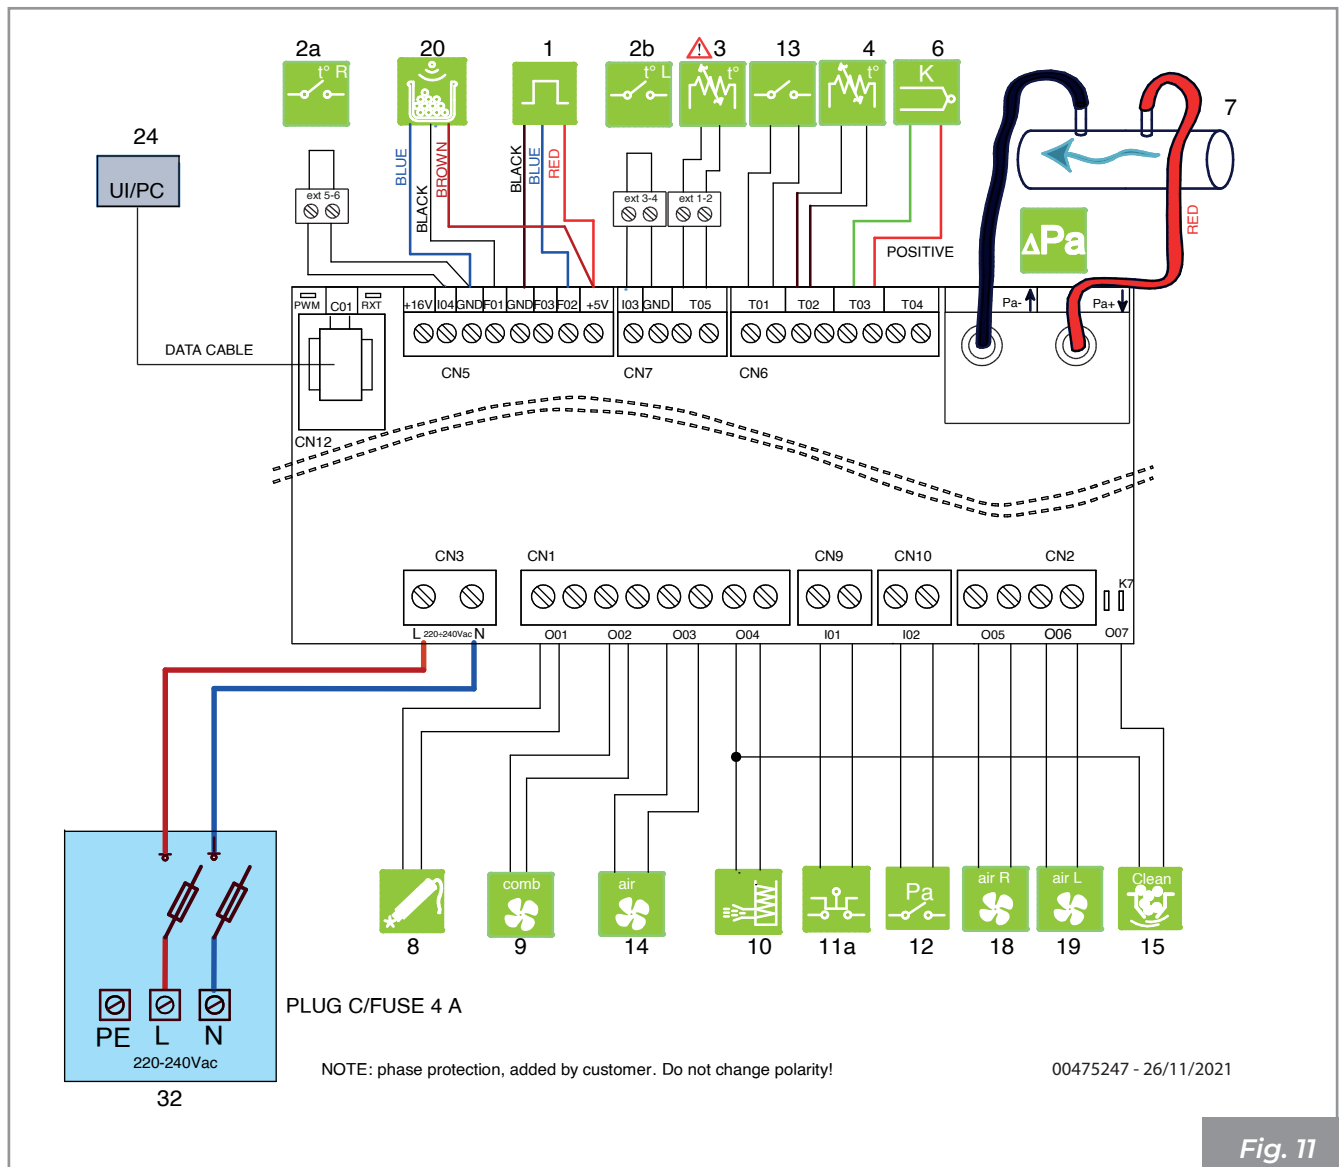 2a 20 1 2b 3 13 4 6
t° R t° L t° t° K
7
24
UI/PC
BLUE
BLACK
BROWN
BLACK
BLUE
RED
ext 5-6
ext 3-4
ext 1-2
POSITIVE
ΔPa
RED
PWM C01 RXT
+16V I04 GND F01 GND F03 F02 +5V
I03 GND T05
T01 T02 T03 T04
Pa- Pa+
DATA CABLE
CN5 CN7 CN6
CN12
CN3 CN1 CN9 CN10 CN2
K7
L 220÷240Vac N
O01 O02 O03 O04 I01 I02 O05 O06 O07
comb air Pa air R air L Clean
8 9 14 10 11a 12 18 19 15
PLUG C/FUSE 4 A
PE L N
220-240Vac
32
NOTE: phase protection, added by customer. Do not change polarity!
00475247 - 26/11/2021
Fig. 11